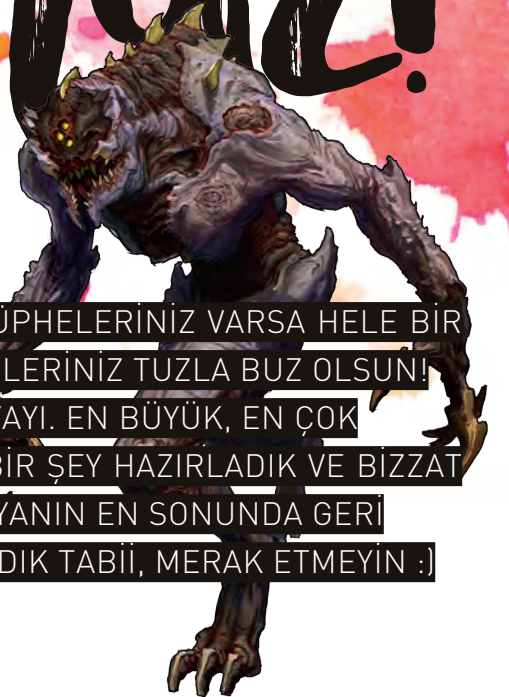 ÜPHELERİNİZ VARSA HELE BİR
LERİNİZ TUZLA BUZ OLSUN!
AYI. EN BÜYÜK, EN ÇOK
BİR ŞEY HAZIRLADIK VE BİZZAT
YANIN EN SONUNDA GERİ
DIK TABİİ, MERAK ETMEYİN :)